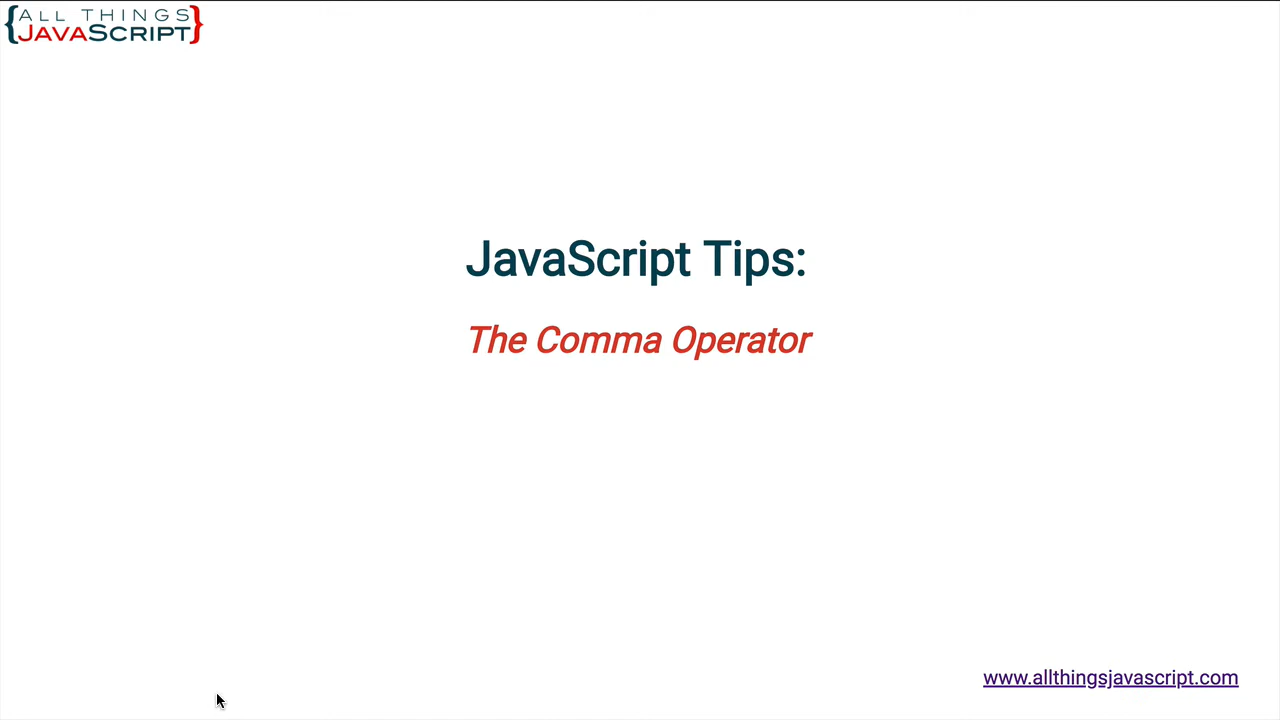 {ALL THINGS
JAVASCRIPT}
JavaScript Tips:
The Comma Operator
www.allthingsjavascript.com